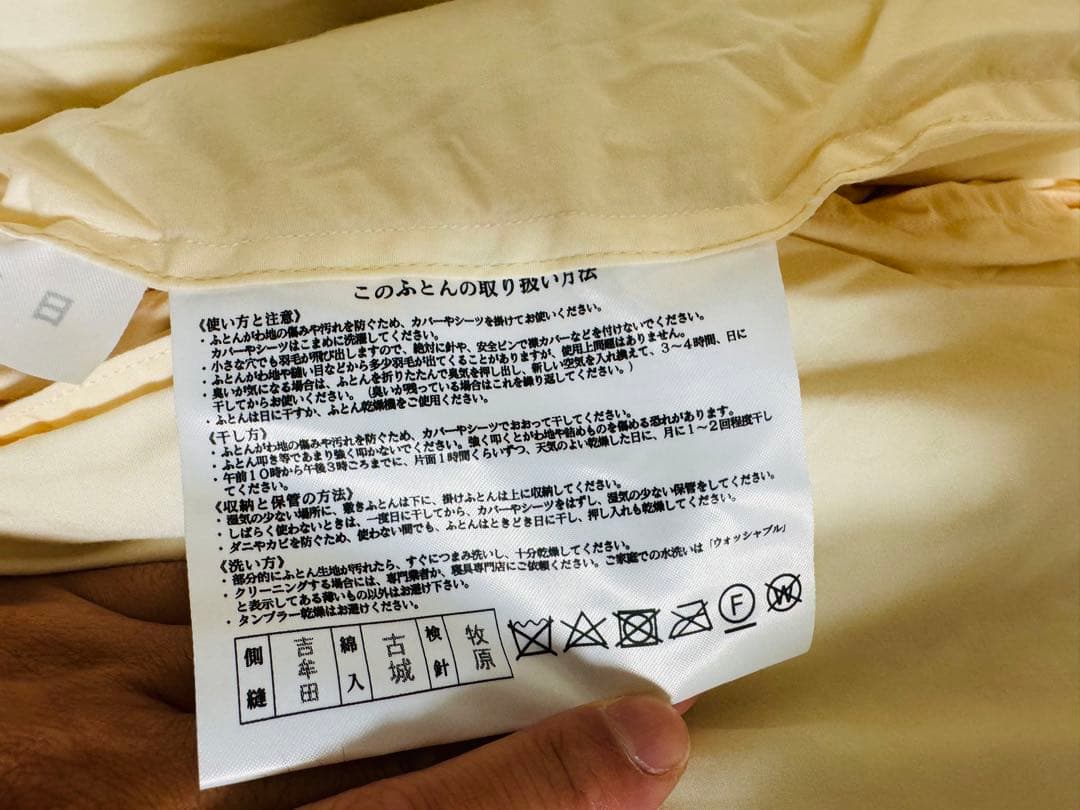 このふとんの取り扱い方法
《使い方と注意》
・ふとんがわ地の傷みや汚れを防ぐため、カバーやシーツを掛けてお使いください。
カバーやシーツはこまめに洗濯してください。
・小さな穴でも羽毛が飛び出しますので、絶対に針や、安全ピンで襟カバーなどを付けないでください。
・ふとんがわ地や縫い目などから多少羽毛が出てくることがありますが、使用上問題はありません。
・臭いが気になる場合は、ふとんを折りたたんで臭気を押し出し、新しい空気を入れ換えて、3〜4時間、日に
干してからお使いください。(臭いが残っている場合はこれを繰り返してください。)
・ふとんは日に干すか、ふとん乾燥機をご使用ください。
《干し方》
・ふとんがわ地の傷みや汚れを防ぐため、カバーやシーツでおおって干してください。
・ふとん叩き等であまり強く叩かないでください。強く叩くとがわ地や詰めものを傷める恐れがあります。
・午前10時から午後3時ごろまでに、片面1時間くらいずつ、天気のよい乾燥した日に、月に1〜2回程度干し
てください。
《収納と保管の方法》
・湿気の少ない場所に、敷きふとんは下に、掛けふとんは上に収納してください。
・しばらく使わないときは、一度日に干してから、カバーやシーツをはずし、湿気の少ない保管をしてください。
・ダニやカビを防ぐため、使わない間でも、ふとんはときどき日に干し、押し入れも乾燥してください。
《洗い方》
・部分的にふとん生地が汚れたら、すぐにつまみ洗いし、十分乾燥してください。
・クリーニングする場合には、専門業者か、寝具専門店にご依頼ください。ご家庭での水洗いは「ウォッシャブル」
と表示してある薄いもの以外はお避け下さい。
・タンブラー乾燥はお避けください。
側縫 吉牟田 綿入 古城 検針 牧原
F W
日